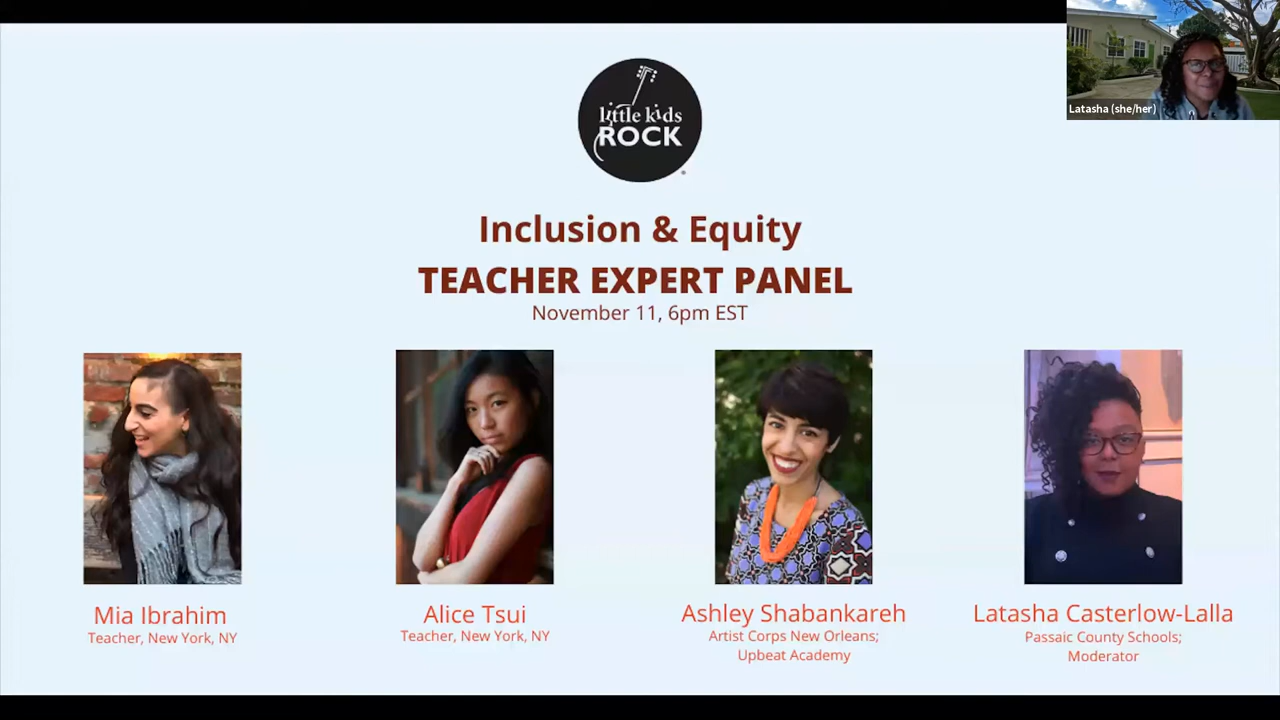 Latasha (she/her)
little kids
ROCK
Inclusion & Equity
TEACHER EXPERT PANEL
November 11, 6pm EST
Mia Ibrahim
Teacher, New York, NY
Alice Tsui
Teacher, New York, NY
Ashley Shabankareh
Artist Corps New Orleans;
Upbeat Academy
Latasha Casterlow-Lalla
Passaic County Schools;
Moderator